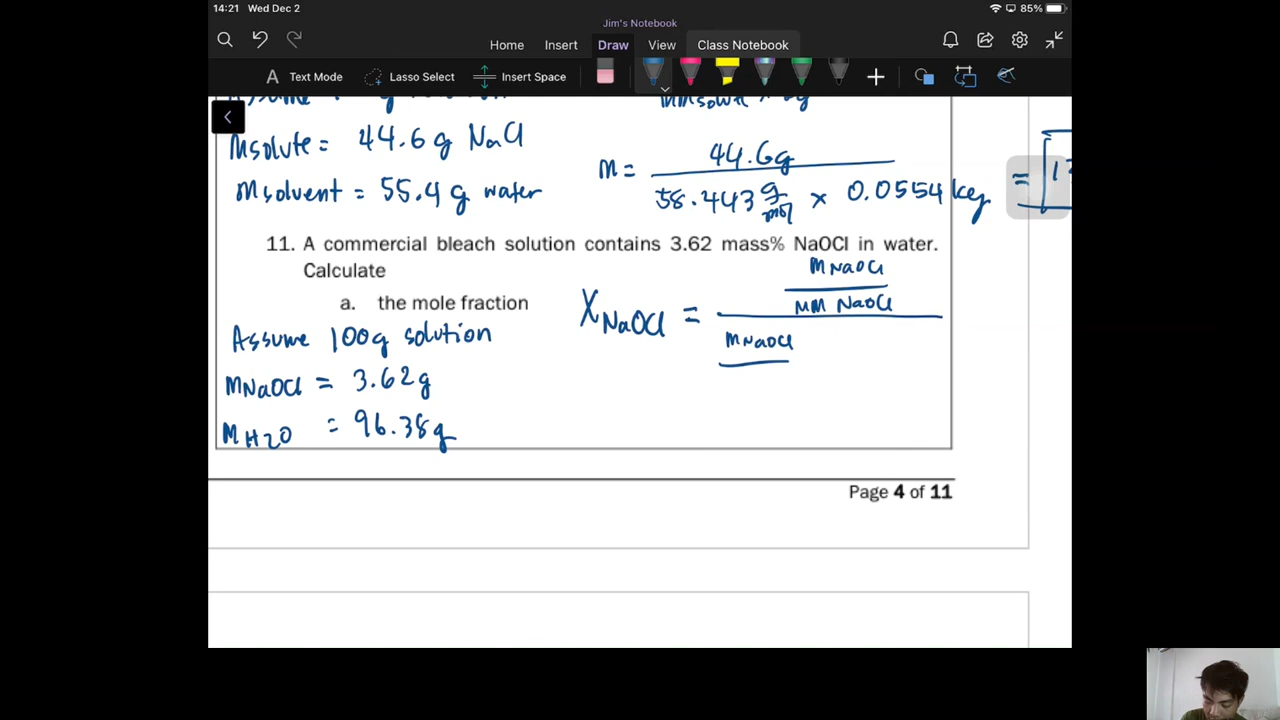 14:21 Wed Dec 2
85%
Jim's Notebook
Home Insert Draw View Class Notebook
Text Mode Lasso Select Insert Space
Assume
msolute = 44.6 g NaCl
msolvent = 55.4 g water
m = 44.6g
58.443 g/mol × 0.0554 kg =
11. A commercial bleach solution contains 3.62 mass% NaOCl in water.
Calculate
a. the mole fraction
XNaOCl =
mNaOCl
MM NaOCl
mNaOCl
Assume 100g solution
mNaOCl = 3.62g
mH2O = 96.38g
Page 4 of 11